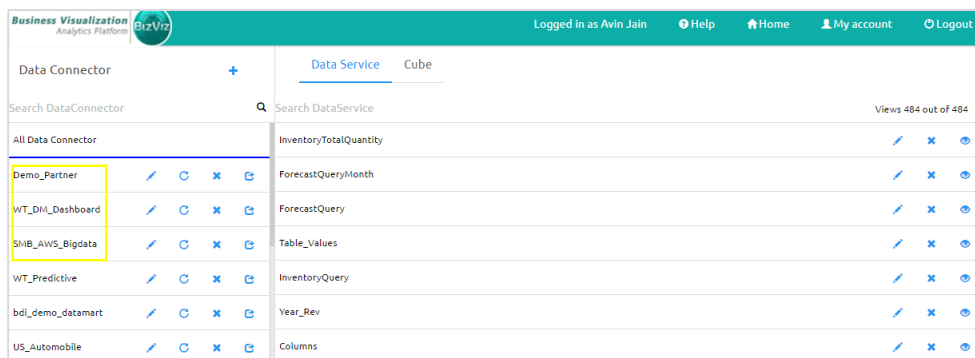 Business Visualization
Analytics Platform
BizViz
Logged in as Avin Jain
Help
Home
My account
Logout
Data Connector
Data Service
Cube
Search DataConnector
Search DataService
Views 484 out of 484
All Data Connector
InventoryTotalQuantity
Demo_Partner
ForecastQueryMonth
WT_DM_Dashboard
ForecastQuery
SMB_AWS_Bigdata
Table_Values
WT_Predictive
InventoryQuery
bdi_demo_datamart
Year_Rev
US_Automobile
Columns